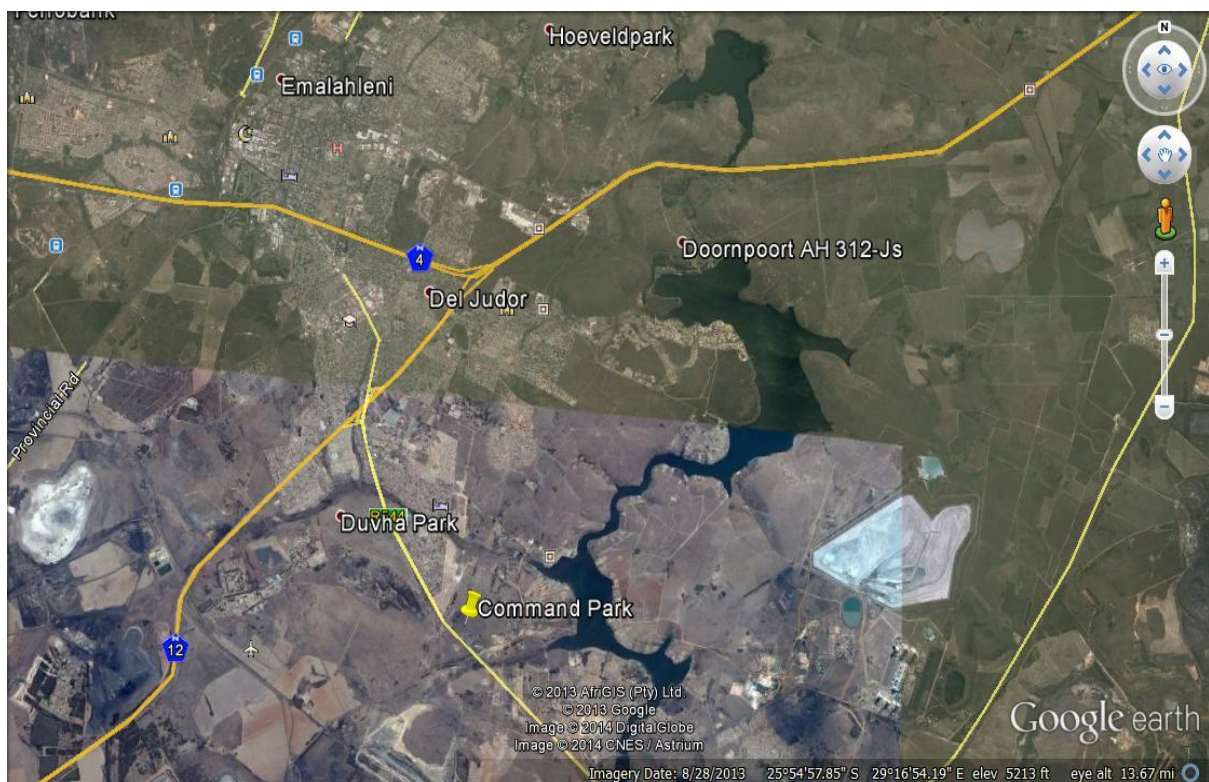 Ferrobank
Hoeveldpark
N
Emalahleni
H
4
Doornpoort AH 312-Js
Del Judor
Provincial Rd
R544
Duvha Park
Command Park
12
© 2013 AfriGIS (Pty) Ltd.
© 2013 Google
Image © 2014 DigitalGlobe
Image © 2014 CNES / Astrium
Google earth
Imagery Date: 8/28/2013 25°54'57.85" S 29°16'54.19" E elev 5213 ft eye alt 13.67 mi